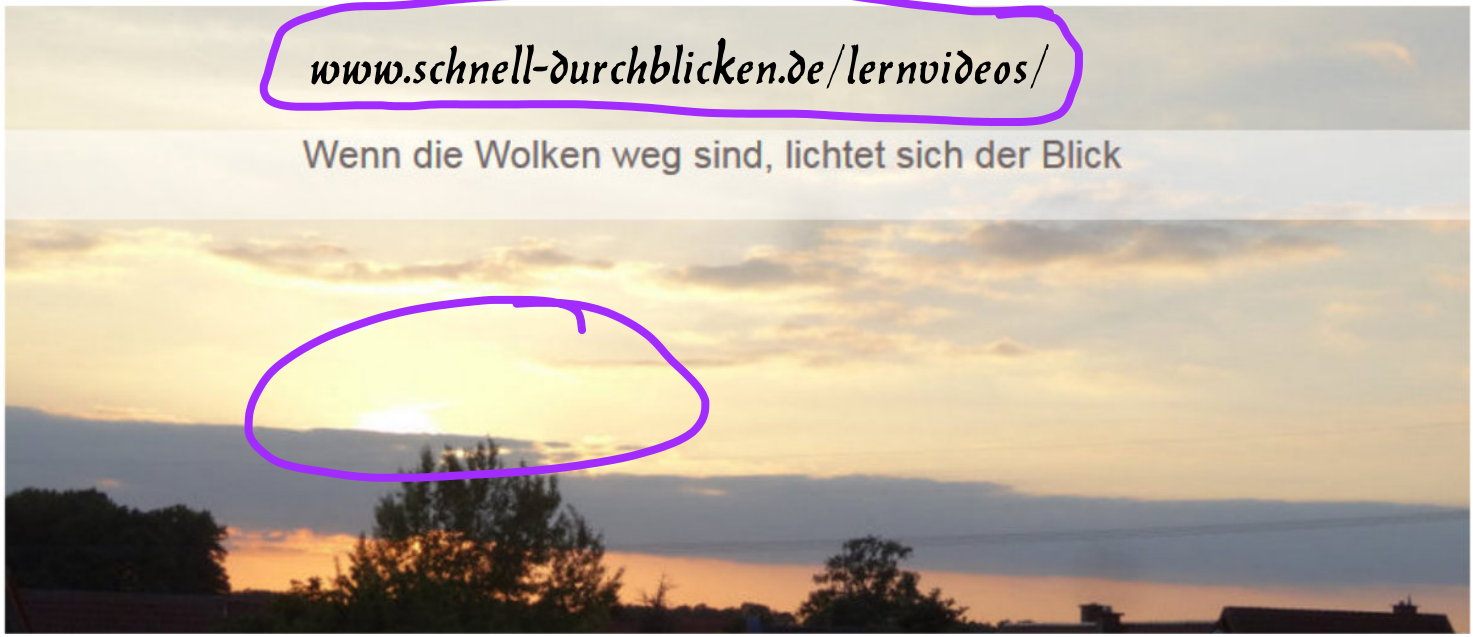 www.schnell-durchblicken.de/lernvideos/
Wenn die Wolken weg sind, lichtet sich der Blick